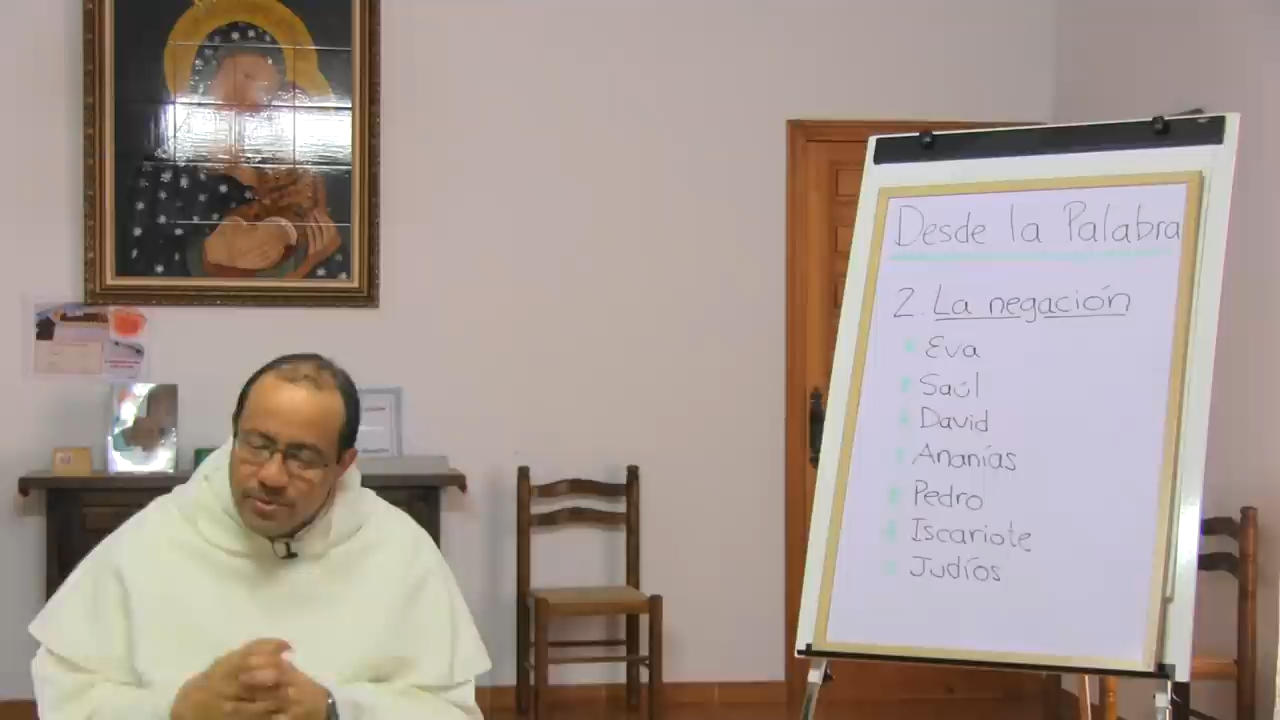 Desde la Palabra
2. La negación
Eva
Saúl
David
Ananías
Pedro
Iscariote
Judíos